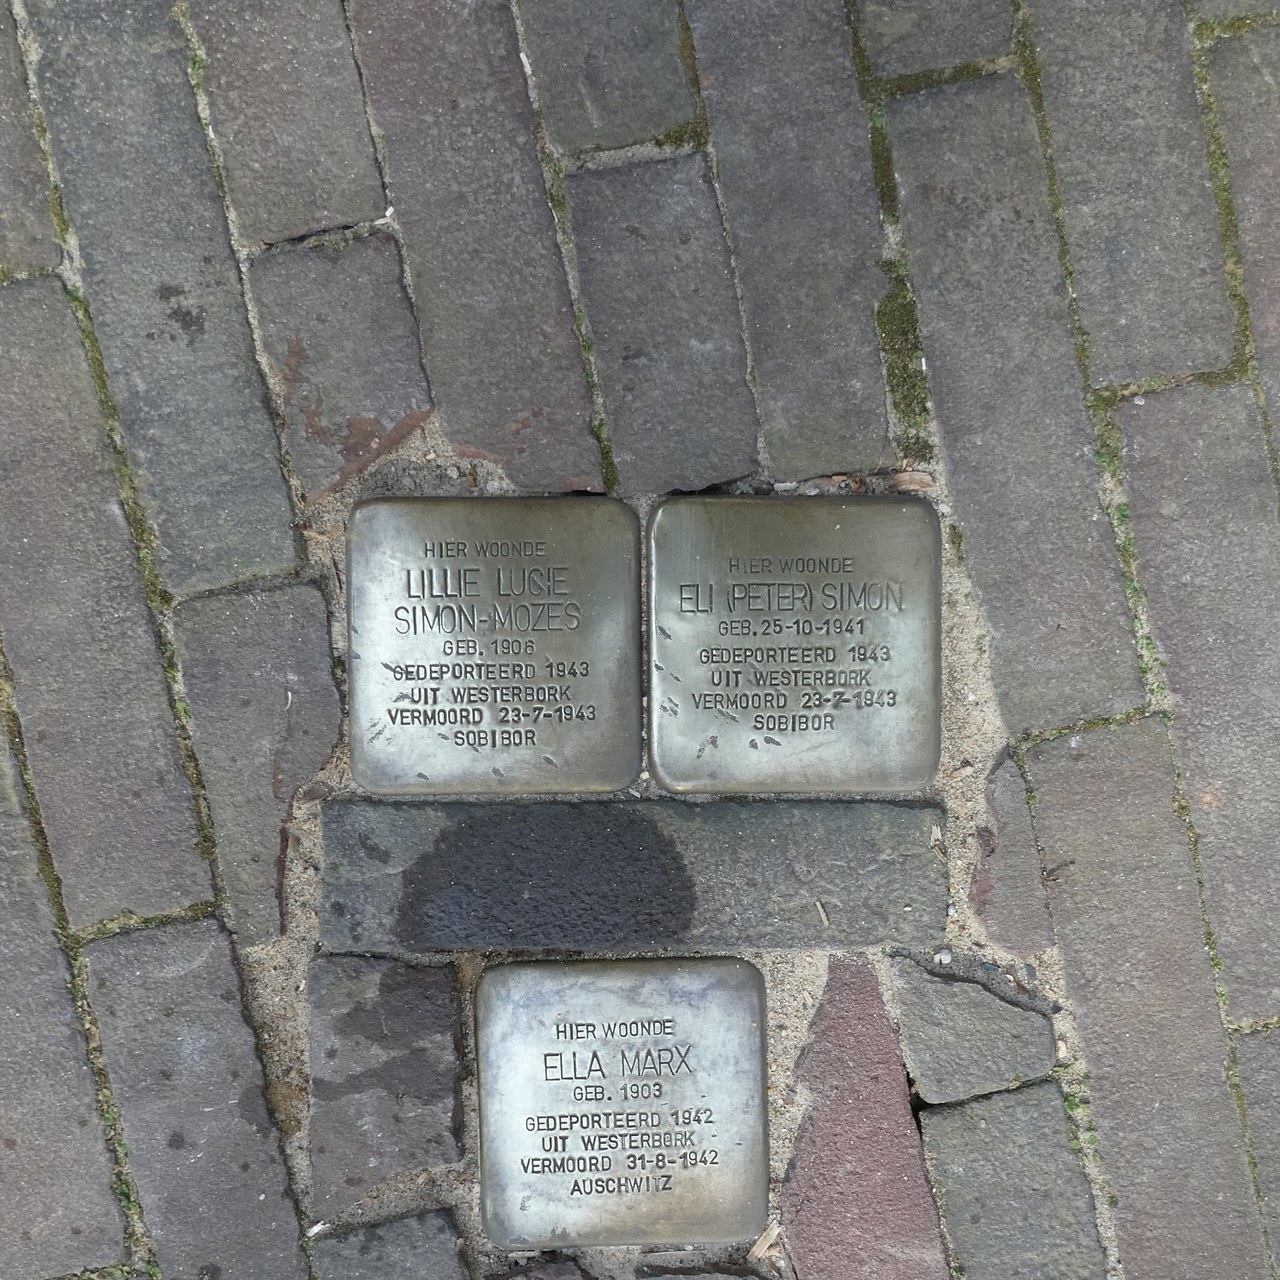 HIER WOONDE
LILLIE LUCIE
SIMON-MOZES
GEB. 1906
GEDEPORTEERD 1943
UIT WESTERBORK
VERMOORD 23-7-1943
SOBIBOR
HIER WOONDE
ELI (PETER) SIMON
GEB. 25-10-1941
GEDEPORTEERD 1943
UIT WESTERBORK
VERMOORD 23-7-1943
SOBIBOR
HIER WOONDE
ELLA MARX
GEB. 1903
GEDEPORTEERD 1942
UIT WESTERBORK
VERMOORD 31-8-1942
AUSCHWITZ